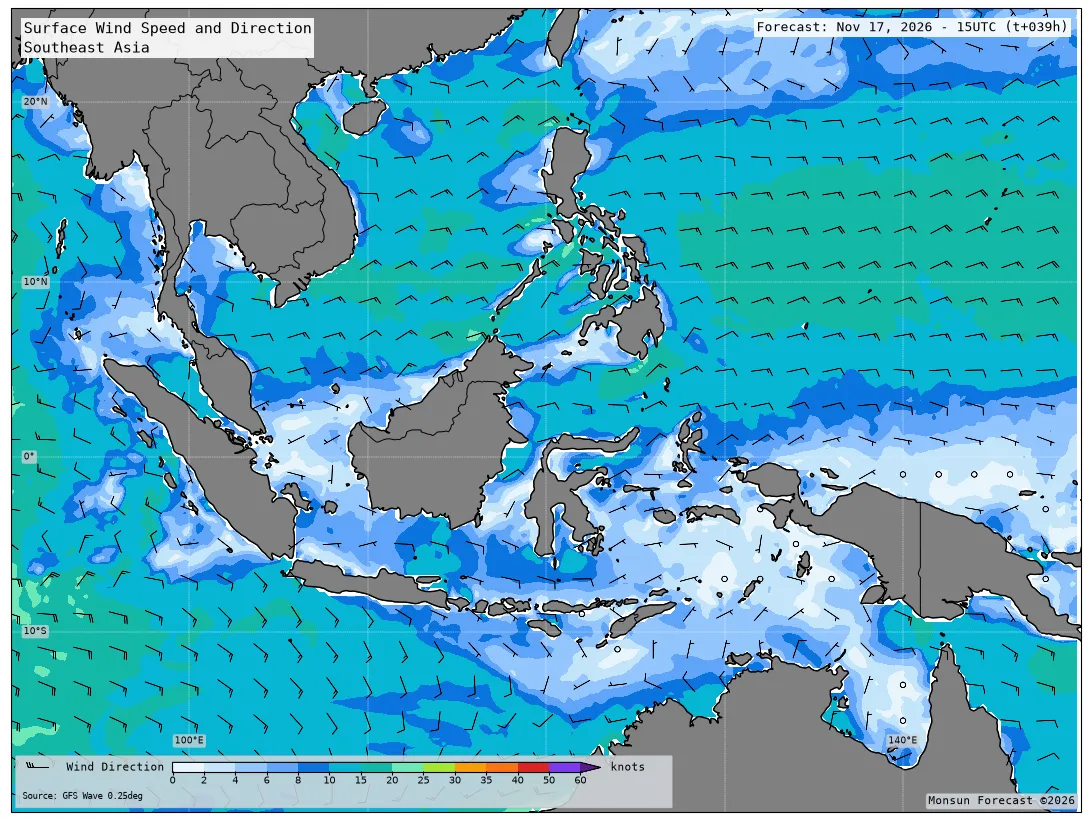 Surface Wind Speed and Direction
Southeast Asia
Forecast: Nov 17, 2026 - 15UTC (t+039h)
20°N
10°N
0°
10°S
100°E
140°E
Wind Direction
knots
0 2 4 6 8 10 15 20 25 30 35 40 50 60
Source: GFS Wave 0.25deg
Monsun Forecast ©2026